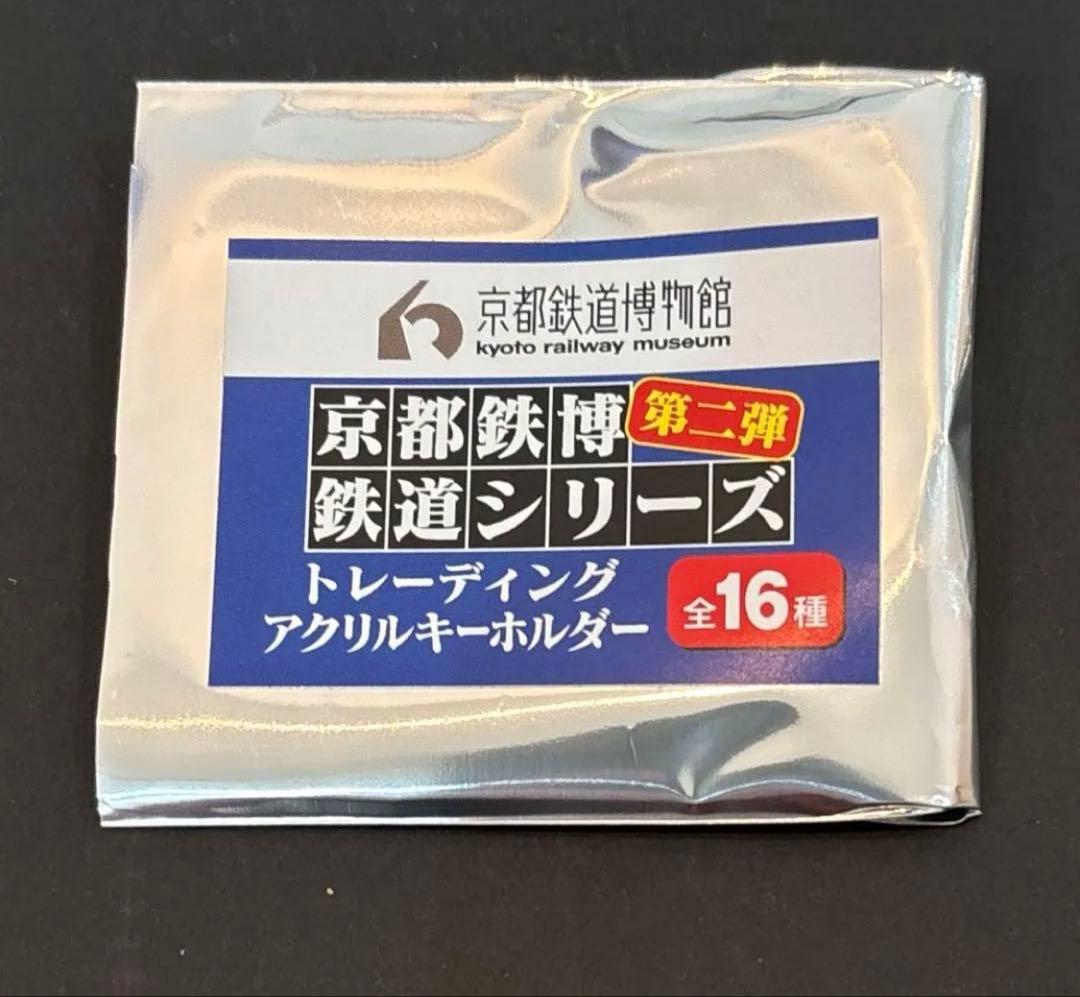 京都鉄道博物館
kyoto railway museum
京都鉄博 第二弾
鉄道シリーズ
トレーディング
アクリルキーホルダー
全16種